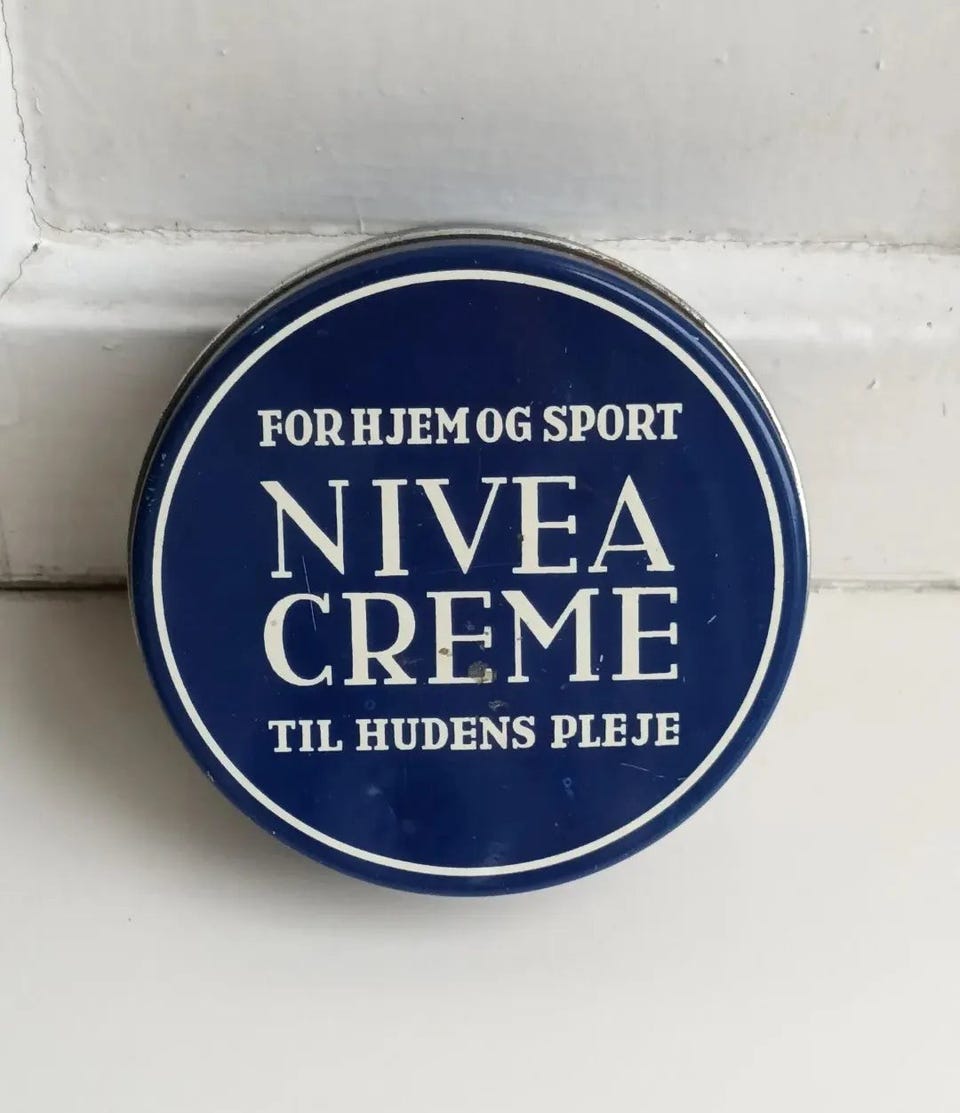 FOR HJEM OG SPORT
NIVEA
CREME
TIL HUDENS PLEJE